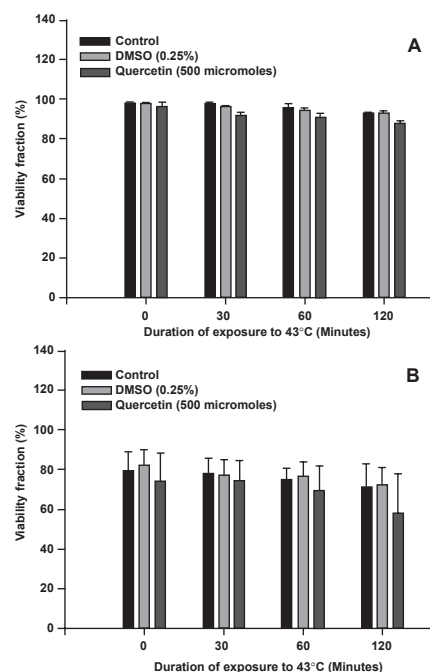 140
120
100
80
60
40
20
0
Viability fraction (%)
Control
DMSO (0.25%)
Quercetin (500 micromoles)
A
0 30 60 120
Duration of exposure to 43°C (Minutes)
140
120
100
80
60
40
20
0
Viability fraction (%)
Control
DMSO (0.25%)
Quercetin (500 micromoles)
B
0 30 60 120
Duration of exposure to 43°C (Minutes)